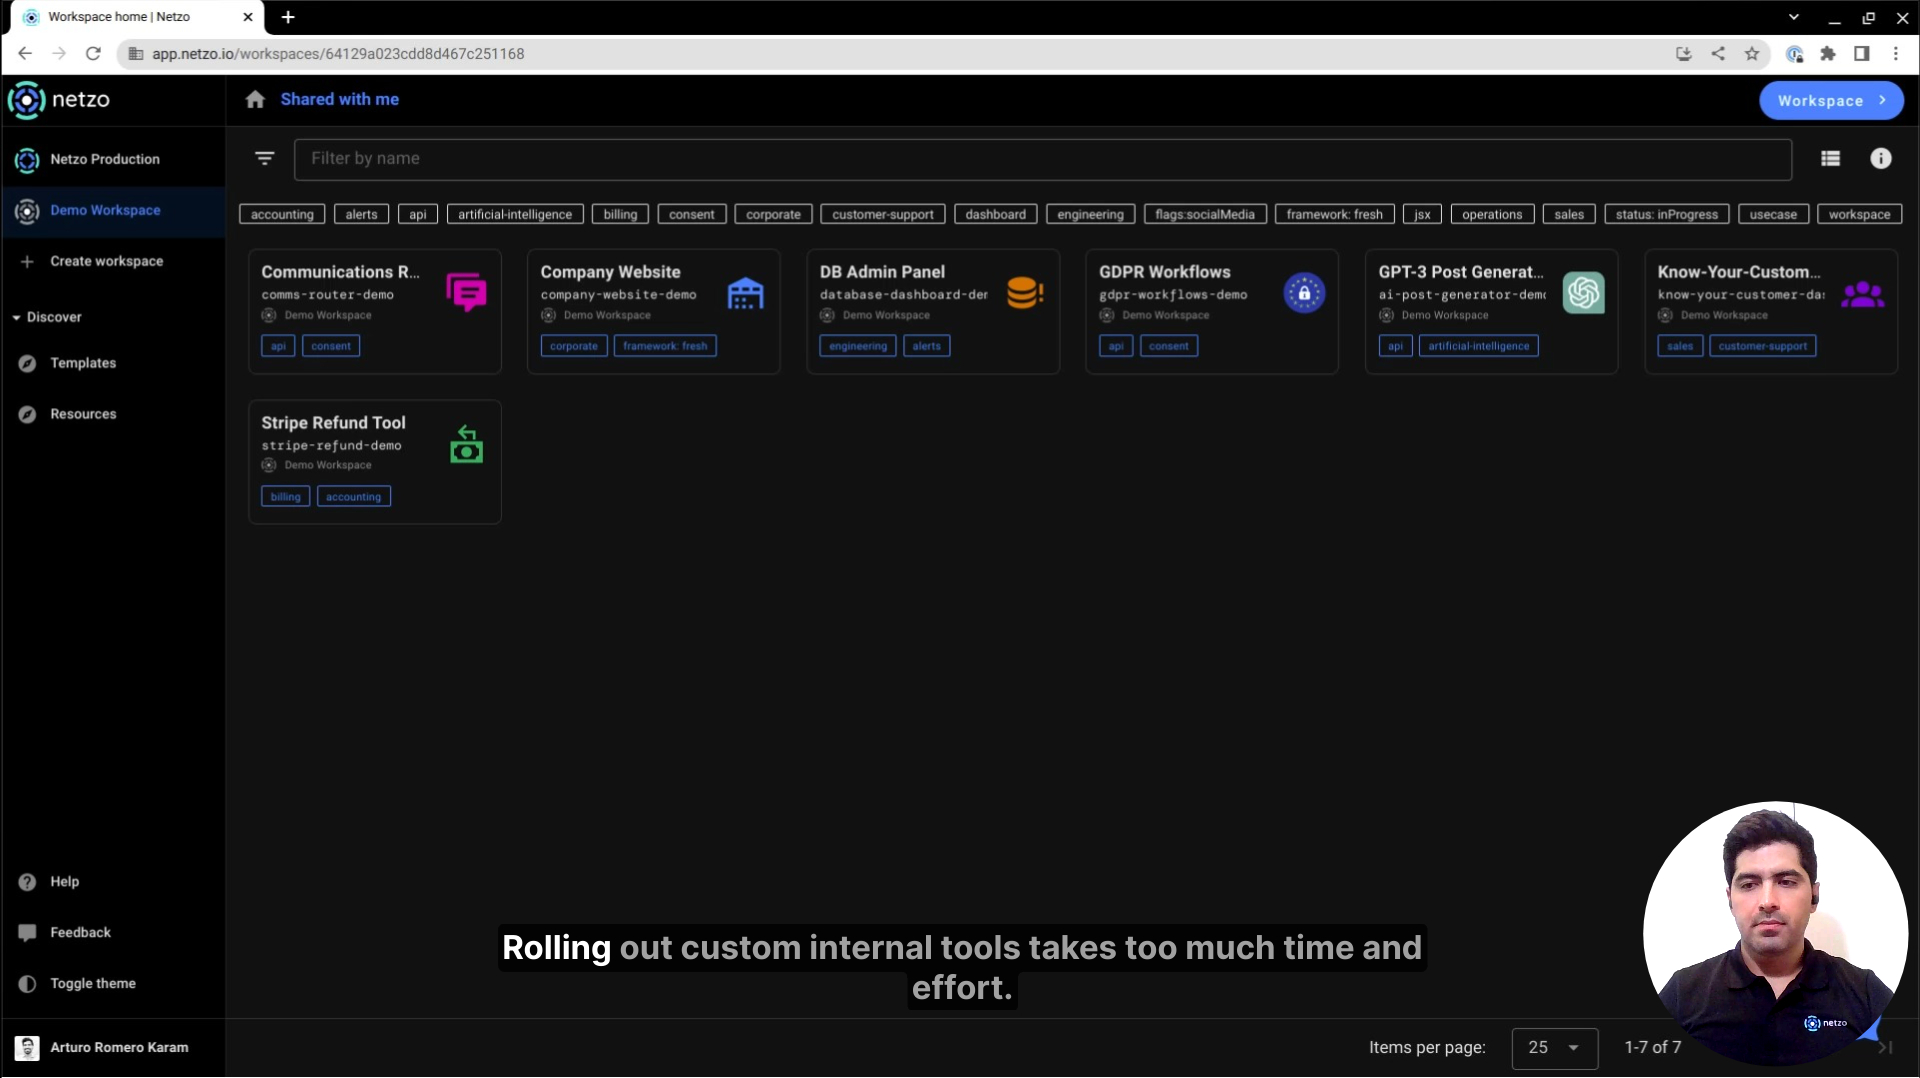 Workspace home | Netzo
app.netzo.io/workspaces/64129a023cdd8d467c251168
netzo
Shared with me
Workspace
Netzo Production
Demo Workspace
Create workspace
Discover
Templates
Resources
Filter by name
accounting alerts api artificial-intelligence billing consent corporate customer-support dashboard engineering flags:socialMedia framework: fresh jsx operations sales status: inProgress usecase workspace
Communications R...
comms-router-demo
Demo Workspace
api consent
Company Website
company-website-demo
Demo Workspace
corporate framework: fresh
DB Admin Panel
database-dashboard-der
Demo Workspace
engineering alerts
GDPR Workflows
gdpr-workflows-demo
Demo Workspace
api consent
GPT-3 Post Generat...
ai-post-generator-demo
Demo Workspace
api artificial-intelligence
Know-Your-Custom...
know-your-customer-da
Demo Workspace
sales customer-support
Stripe Refund Tool
stripe-refund-demo
Demo Workspace
billing accounting
Help
Feedback
Toggle theme
Arturo Romero Karam
Rolling out custom internal tools takes too much time and
effort.
netzo
Items per page: 25 1-7 of 7